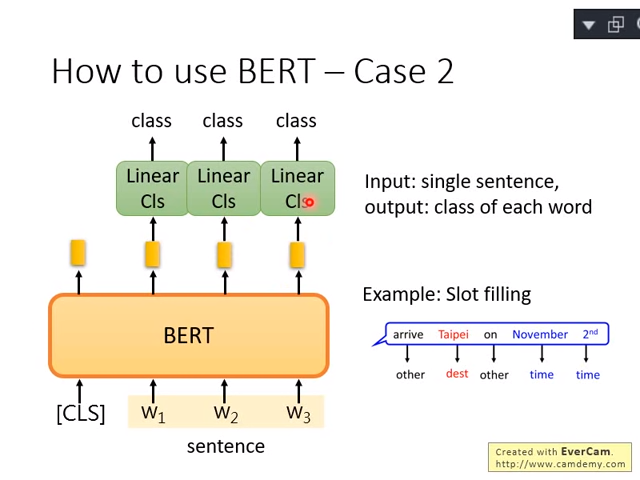 How to use BERT – Case 2
class class class
Linear Linear Linear
Cls Cls Cls
Input: single sentence,
output: class of each word
BERT
Example: Slot filling
arrive Taipei on November 2nd
other dest other time time
[CLS] w1 w2 w3
sentence
Created with EverCam.
http://www.camdemy.com